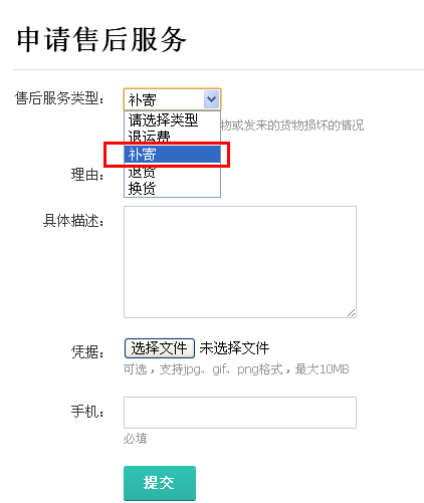 申请售后服务
售后服务类型：
补寄
请选择类型
物或发来的货物损坏的情况
退运费
补寄
理由：
退货
换货
具体描述：
凭据：
选择文件 未选择文件
可选，支持jpg、gif、png格式，最大10MB
手机：
必填
提交